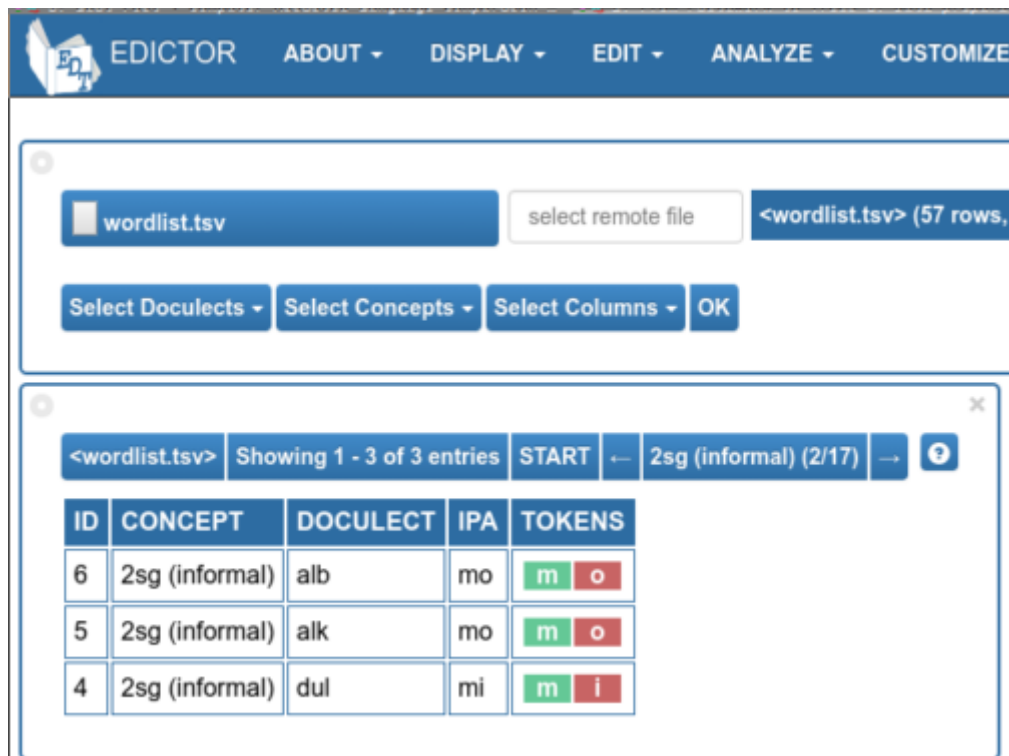 EDT EDICTOR ABOUT DISPLAY EDIT ANALYZE CUSTOMIZE
wordlist.tsv select remote file <wordlist.tsv> (57 rows,
Select Doculects Select Concepts Select Columns OK
×
<wordlist.tsv> Showing 1 - 3 of 3 entries START ← 2sg (informal) (2/17) → ?
ID CONCEPT DOCULECT IPA TOKENS
6 2sg (informal) alb mo m o
5 2sg (informal) alk mo m o
4 2sg (informal) dul mi m i